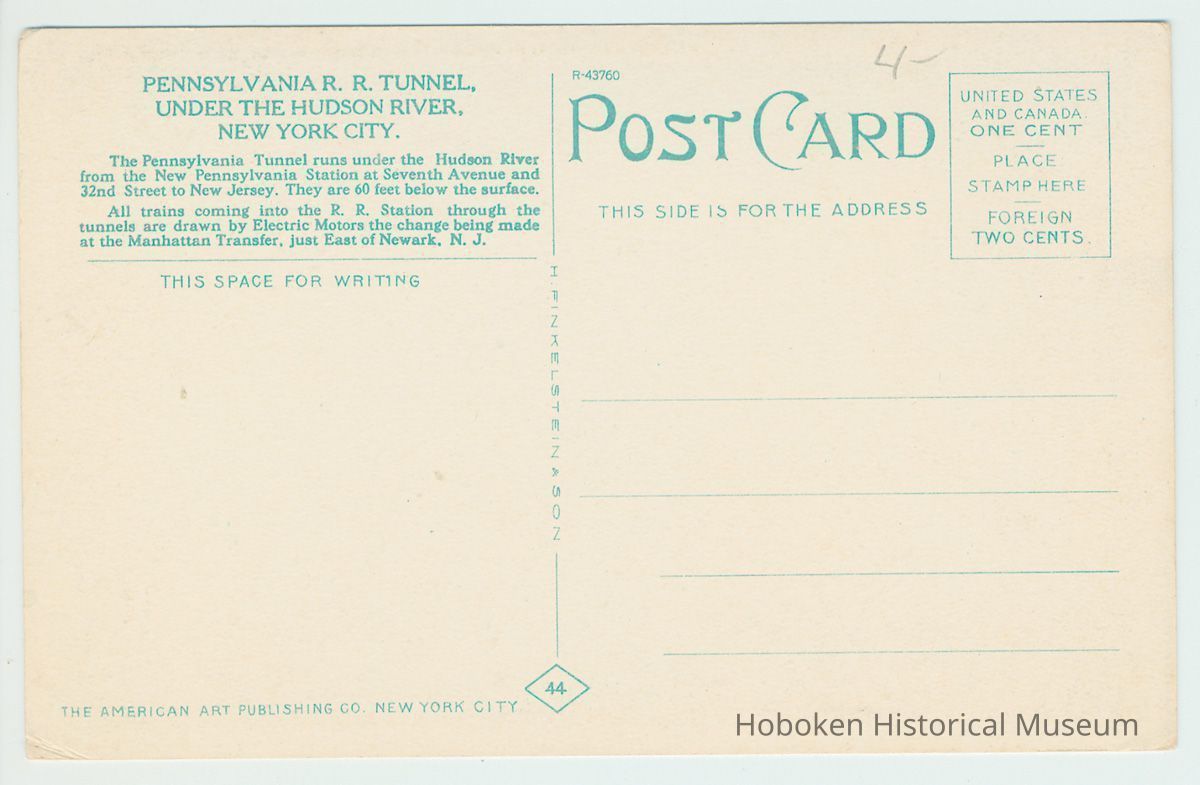 PENNSYLVANIA R. R. TUNNEL,
UNDER THE HUDSON RIVER,
NEW YORK CITY.
The Pennsylvania Tunnel runs under the Hudson River
from the New Pennsylvania Station at Seventh Avenue and
32nd Street to New Jersey. They are 60 feet below the surface.
All trains coming into the R. R. Station through the
tunnels are drawn by Electric Motors the change being made
at the Manhattan Transfer, just East of Newark, N. J.
THIS SPACE FOR WRITING
H. FINKELSTEIN & SON
R-43760
4-
POST CARD
THIS SIDE IS FOR THE ADDRESS
UNITED STATES
AND CANADA.
ONE CENT
PLACE
STAMP HERE
FOREIGN
TWO CENTS.
THE AMERICAN ART PUBLISHING CO. NEW YORK CITY
44
Hoboken Historical Museum